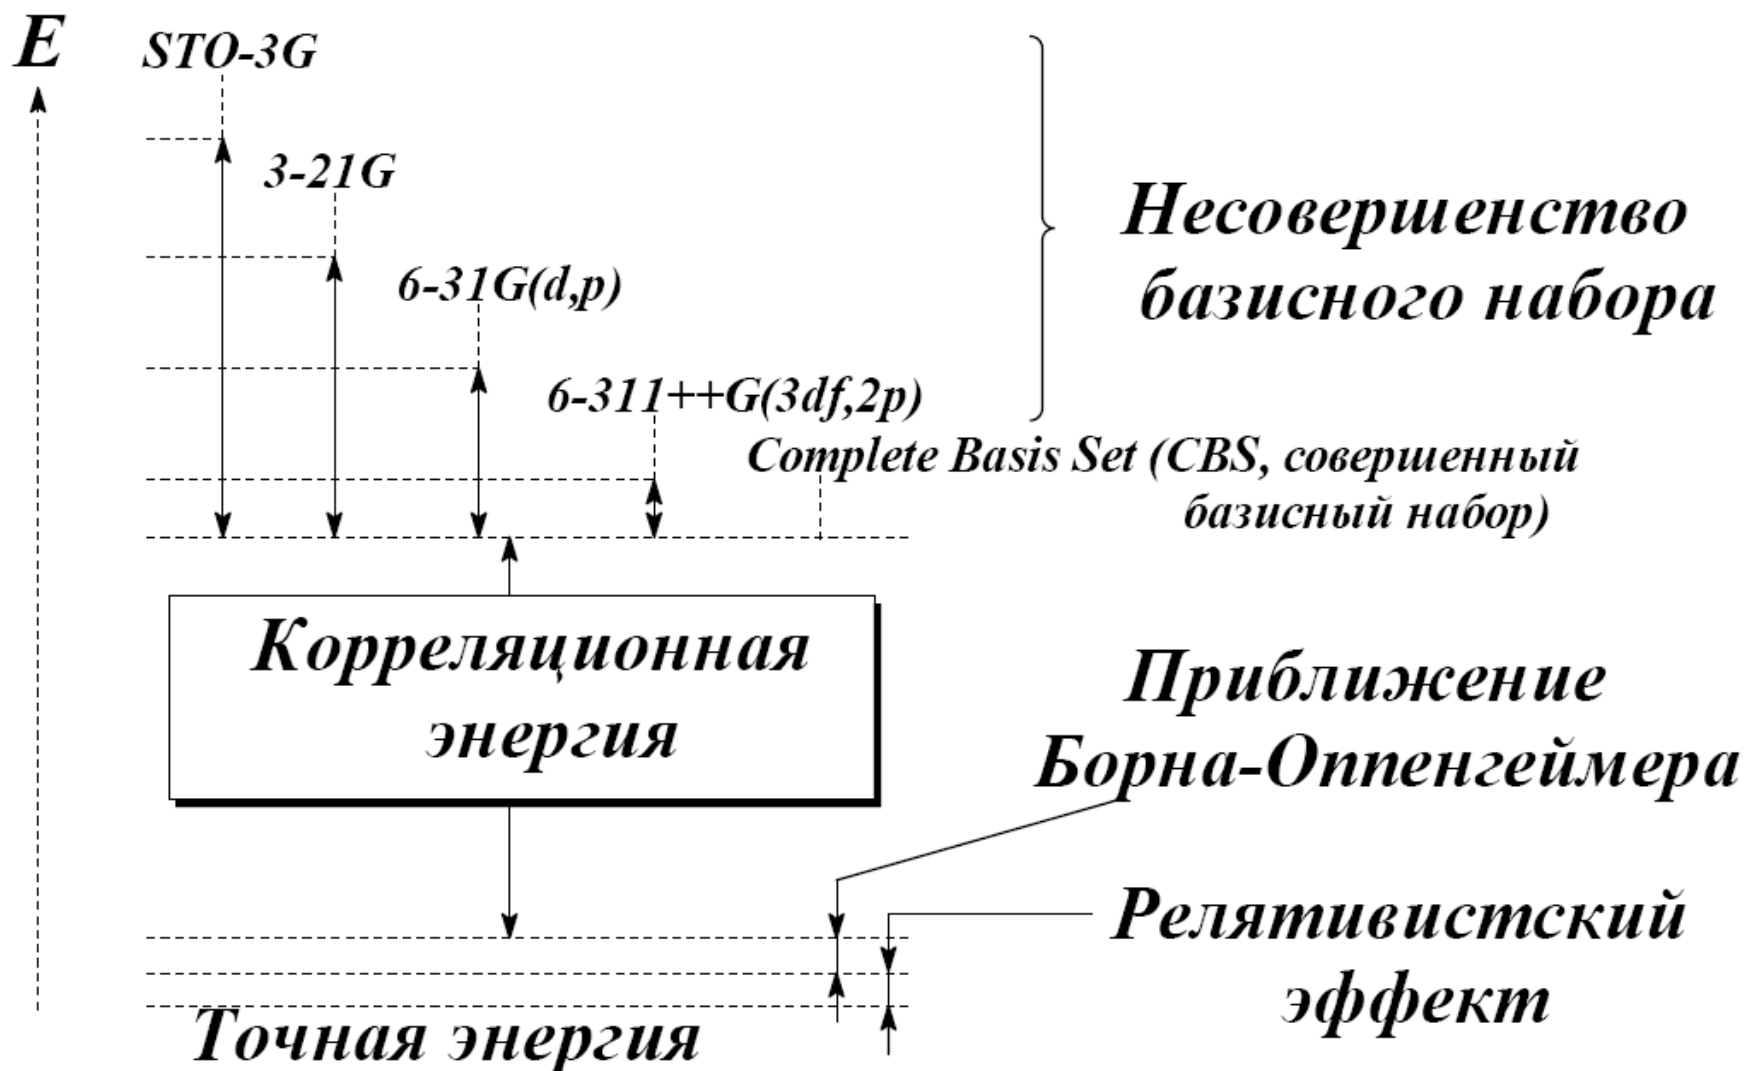 E
STO-3G
3-21G
6-31G(d,p)
6-311++G(3df,2p)
Несовершенство
базисного набора
Complete Basis Set (CBS, совершенный
базисный набор)
Корреляционная
энергия
Приближение
Борна-Оппенгеймера
Релятивистский
эффект
Точная энергия